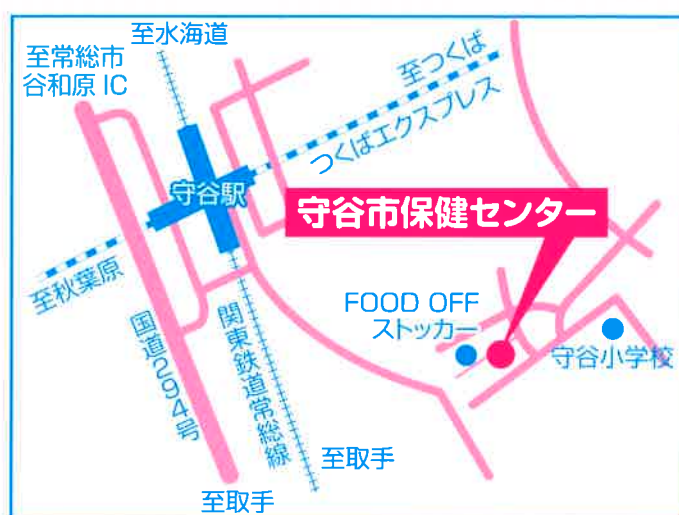 至水海道
至常総市
谷和原 IC
至つくば
つくばエクスプレス
守谷駅
守谷市保健センター
至秋葉原
FOOD OFF
ストッカー
守谷小学校
国道294号
関東鉄道常総線
至取手
至取手